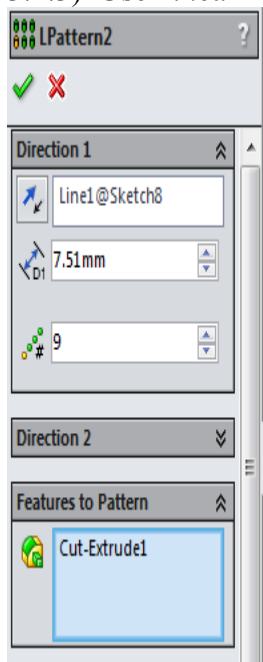 LPattern2 ?
Direction 1
Line1@Sketch8
D1 7.51mm
# 9
Direction 2
Features to Pattern
Cut-Extrude1